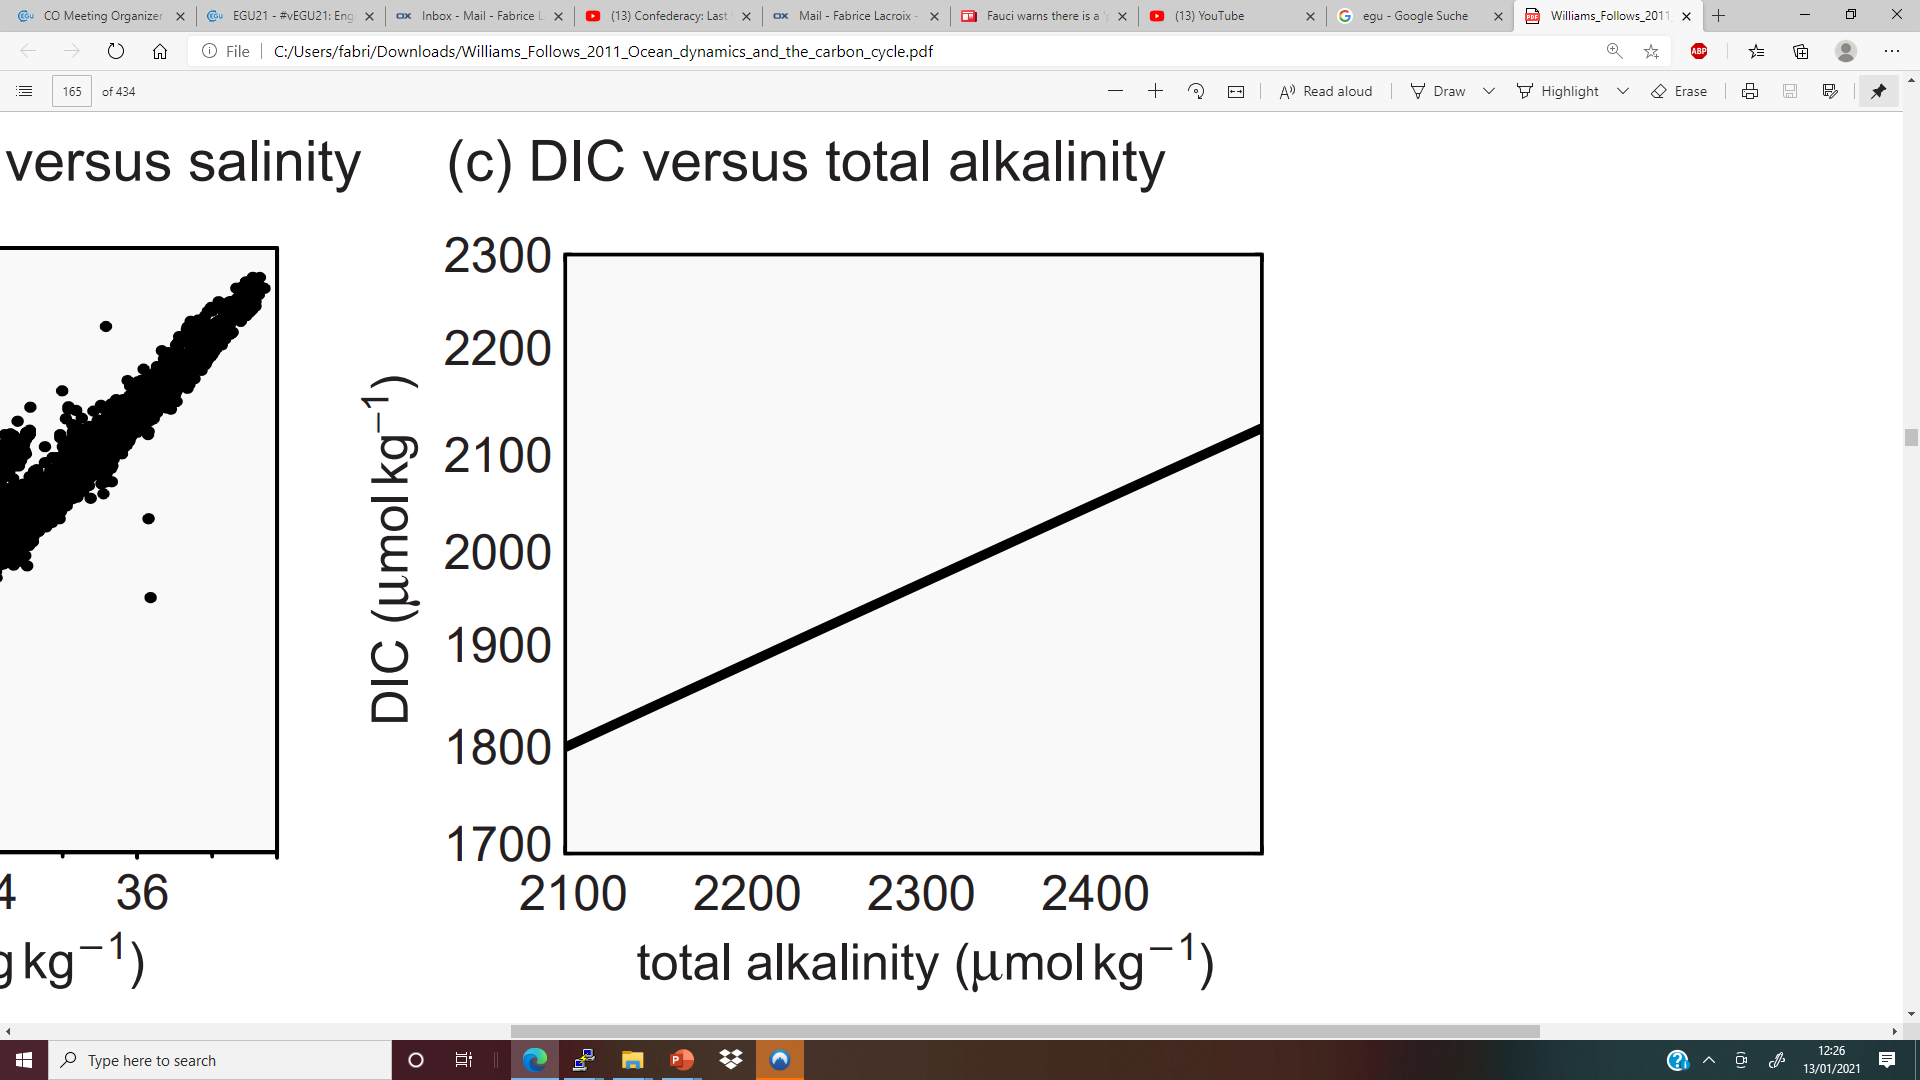 CO Meeting Organizer
EGU21 - #vEGU21: Eng
Inbox - Mail - Fabrice L
(13) Confederacy: Last
Mail - Fabrice Lacroix -
Fauci warns there is a
(13) YouTube
egu - Google Suche
Williams_Follows_2011
File C:/Users/fabri/Downloads/Williams_Follows_2011_Ocean_dynamics_and_the_carbon_cycle.pdf
ABP
165 of 434
Read aloud
Draw
Highlight
Erase
versus salinity
(c) DIC versus total alkalinity
2300
2200
2100
2000
1900
1800
1700
DIC (μmol kg−1)
4 36
2100 2200 2300 2400
g kg−1)
total alkalinity (μmol kg−1)
Type here to search
12:26
13/01/2021